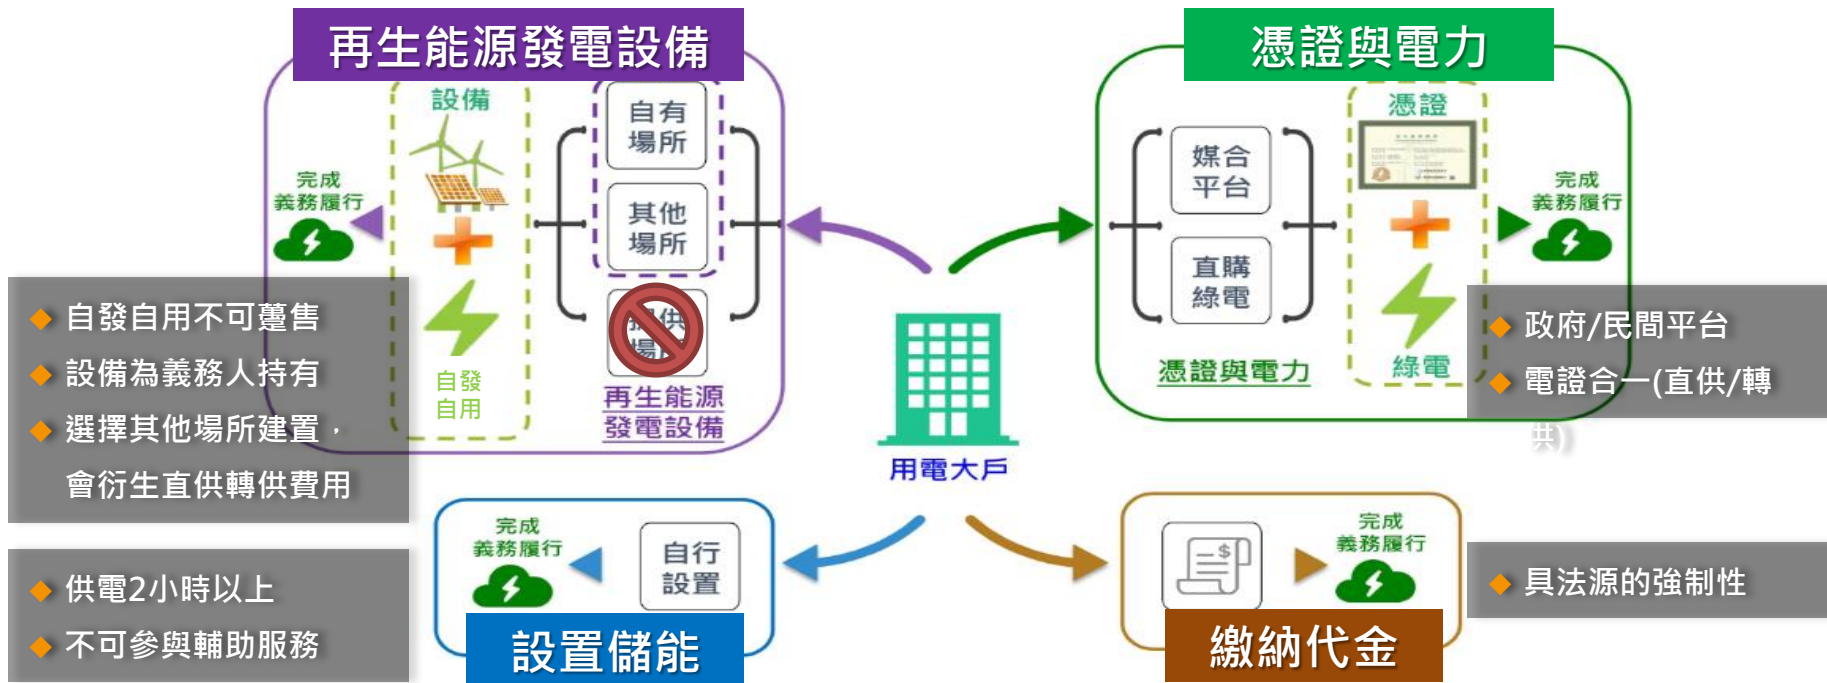 再生能源發電設備
設備
自有
場所
其他
場所
提供
場所
完成
義務履行
自發
自用
再生能源
發電設備
自發自用不可躉售
設備為義務人持有
選擇其他場所建置，
會衍生直供轉供費用
憑證與電力
媒合
平台
直購
綠電
憑證與電力
憑證
綠電
完成
義務履行
政府/民間平台
電證合一(直供/轉
供)
用電大戶
完成
義務履行
自行
設置
設置儲能
供電2小時以上
不可參與輔助服務
$
完成
義務履行
繳納代金
具法源的強制性